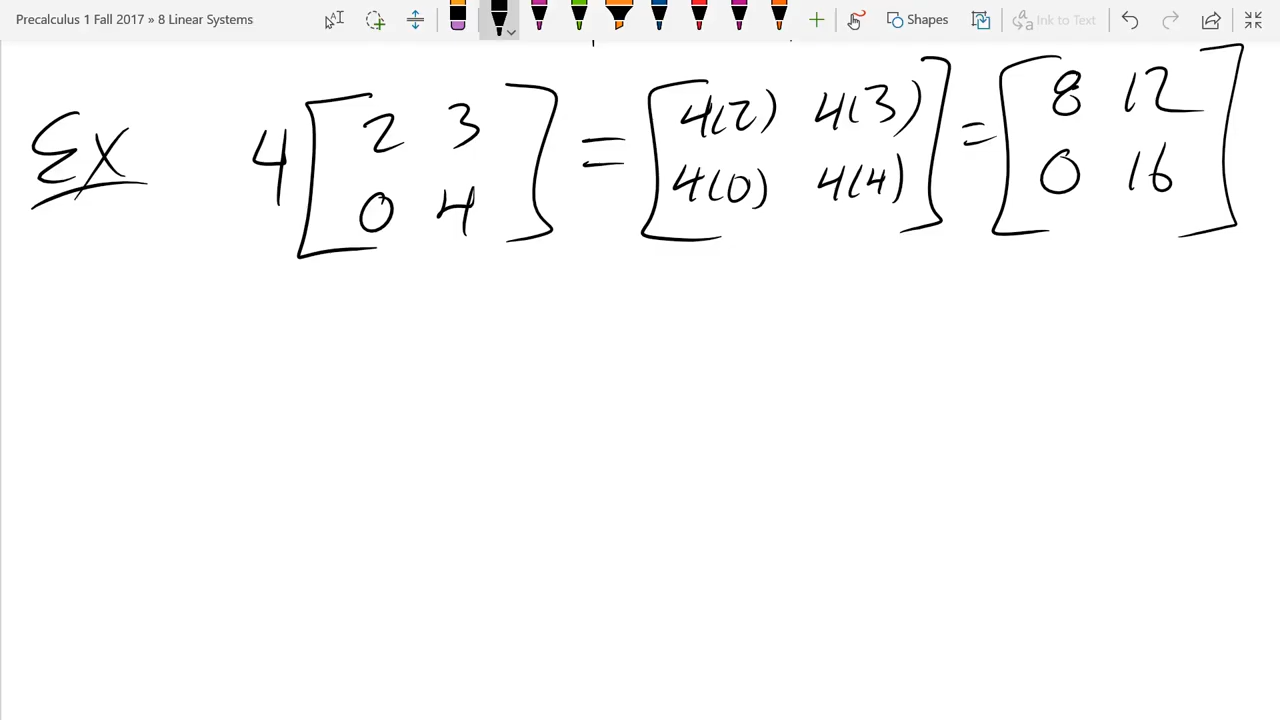 Precalculus 1 Fall 2017 » 8 Linear Systems Shapes Ink to Text
Ex 4 [ 2 3 ] = [ 4(2) 4(3) ] = [ 8 12 ]
[ 0 4 ] [ 4(0) 4(4) ] [ 0 16 ]